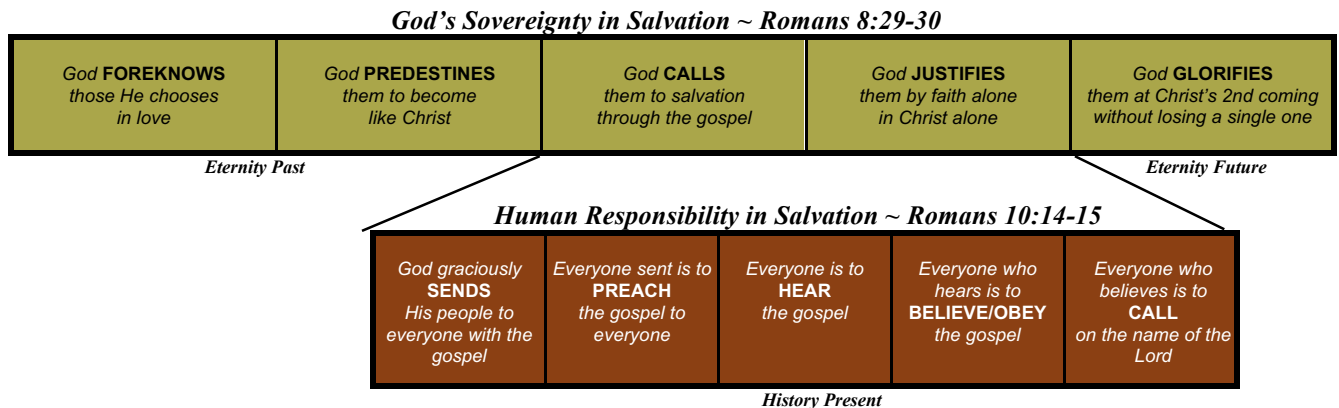 God’s Sovereignty in Salvation ~ Romans 8:29-30
God FOREKNOWS
those He chooses
in love
God PREDESTINES
them to become
like Christ
God CALLS
them to salvation
through the gospel
God JUSTIFIES
them by faith alone
in Christ alone
God GLORIFIES
them at Christ’s 2nd coming
without losing a single one
Eternity Past
Eternity Future
Human Responsibility in Salvation ~ Romans 10:14-15
God graciously
SENDS
His people to
everyone with the
gospel
Everyone sent is to
PREACH
the gospel to
everyone
Everyone is to
HEAR
the gospel
Everyone who
hears is to
BELIEVE/OBEY
the gospel
Everyone who
believes is to
CALL
on the name of the
Lord
History Present